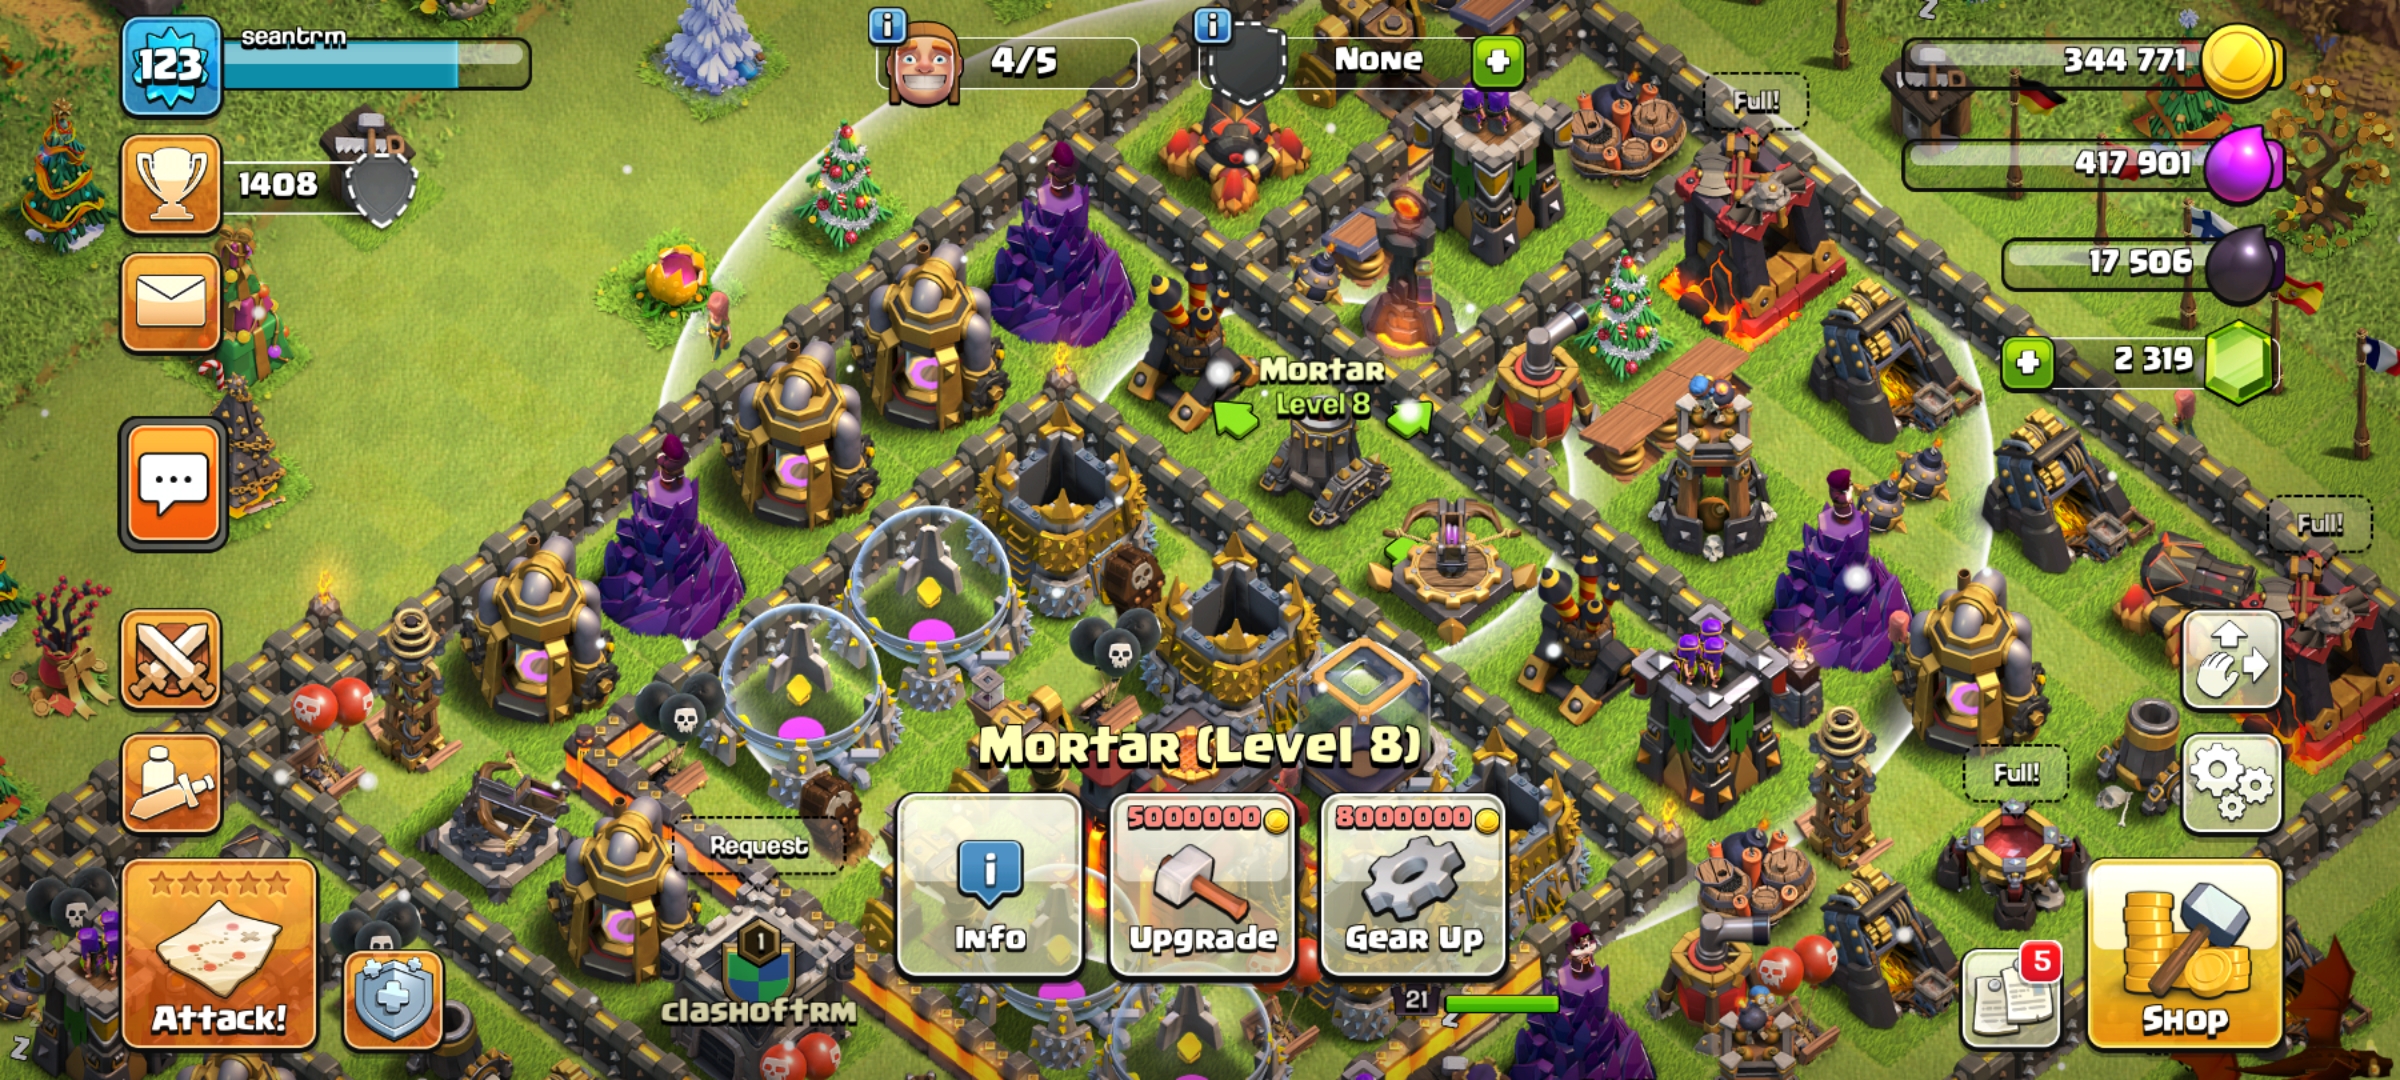 123
seantrm
4/5
None
344 771
1408
417 901
17 506
2 319
Full!
Mortar
Level 8
Full!
Mortar (Level 8)
Full!
Request
5000000
8000000
Info
Upgrade
Gear Up
1
clashoftRM
21
Attack!
5
Shop
Z
Z
Z